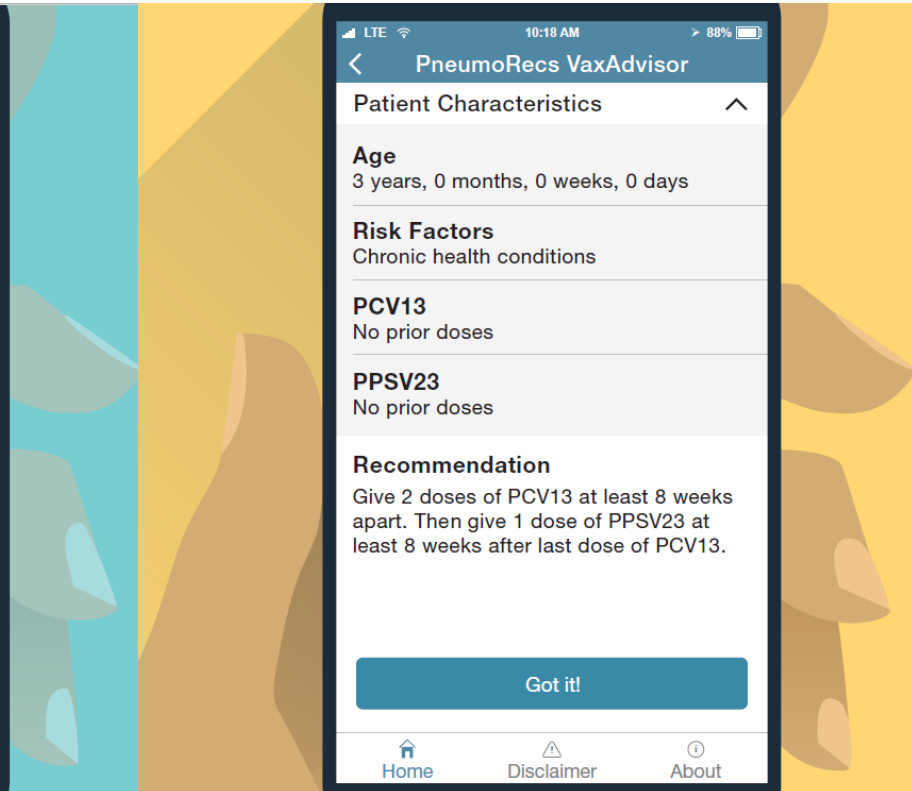 LTE 10:18 AM 88%
PneumoRecs VaxAdvisor
Patient Characteristics
Age
3 years, 0 months, 0 weeks, 0 days
Risk Factors
Chronic health conditions
PCV13
No prior doses
PPSV23
No prior doses
Recommendation
Give 2 doses of PCV13 at least 8 weeks
apart. Then give 1 dose of PPSV23 at
least 8 weeks after last dose of PCV13.
Got it!
Home Disclaimer About